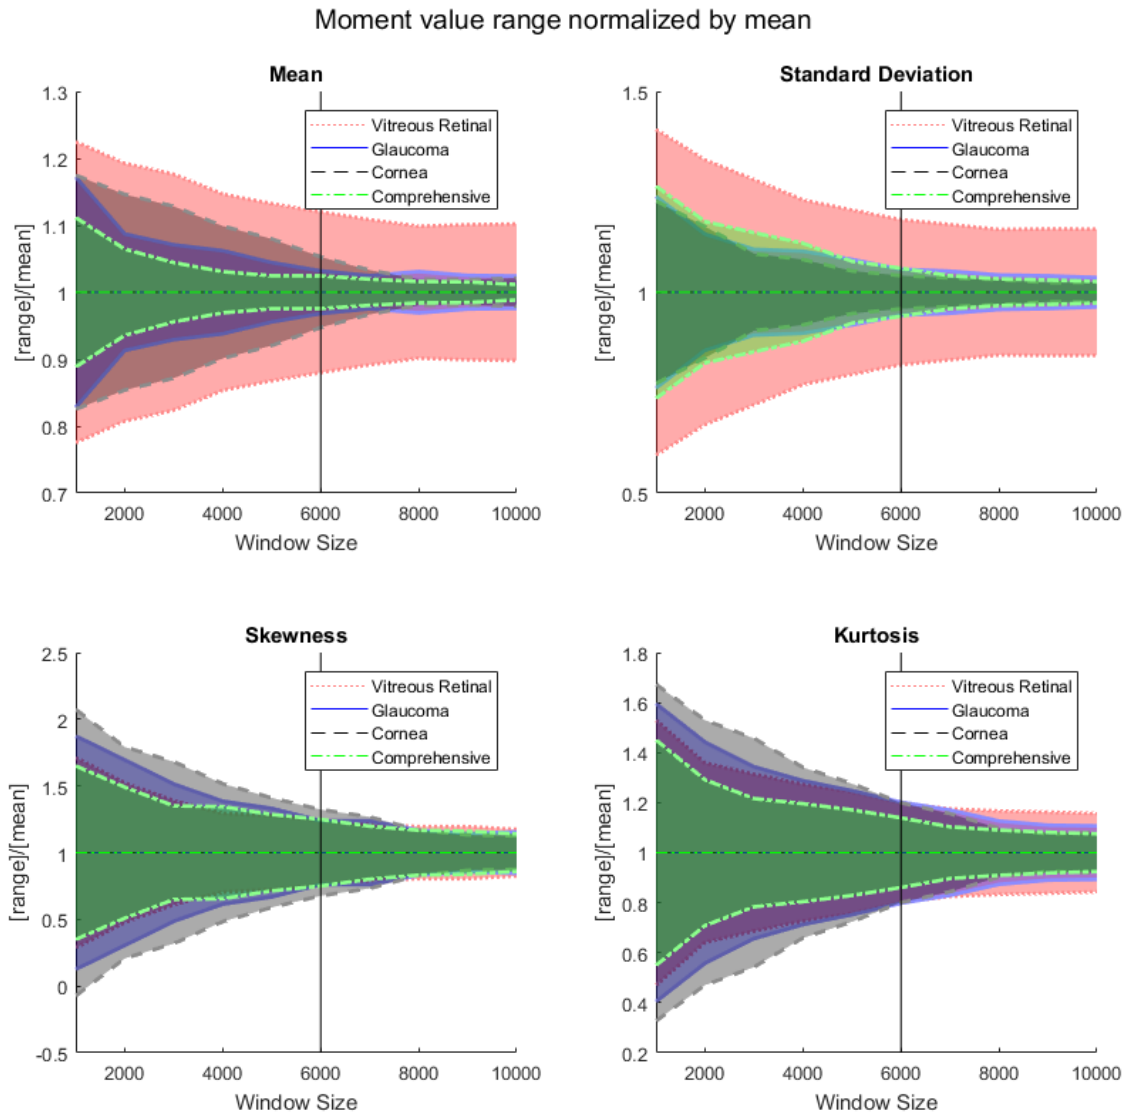 Moment value range normalized by mean
Mean
1.3
1.2
1.1
1
0.9
0.8
0.7
[range]/[mean]
Vitreous Retinal
Glaucoma
Cornea
Comprehensive
2000 4000 6000 8000 10000
Window Size
Standard Deviation
1.5
1
0.5
[range]/[mean]
Vitreous Retinal
Glaucoma
Cornea
Comprehensive
2000 4000 6000 8000 10000
Window Size
Skewness
2.5
2
1.5
1
0.5
0
-0.5
[range]/[mean]
Vitreous Retinal
Glaucoma
Cornea
Comprehensive
2000 4000 6000 8000 10000
Window Size
Kurtosis
1.8
1.6
1.4
1.2
1
0.8
0.6
0.4
0.2
[range]/[mean]
Vitreous Retinal
Glaucoma
Cornea
Comprehensive
2000 4000 6000 8000 10000
Window Size